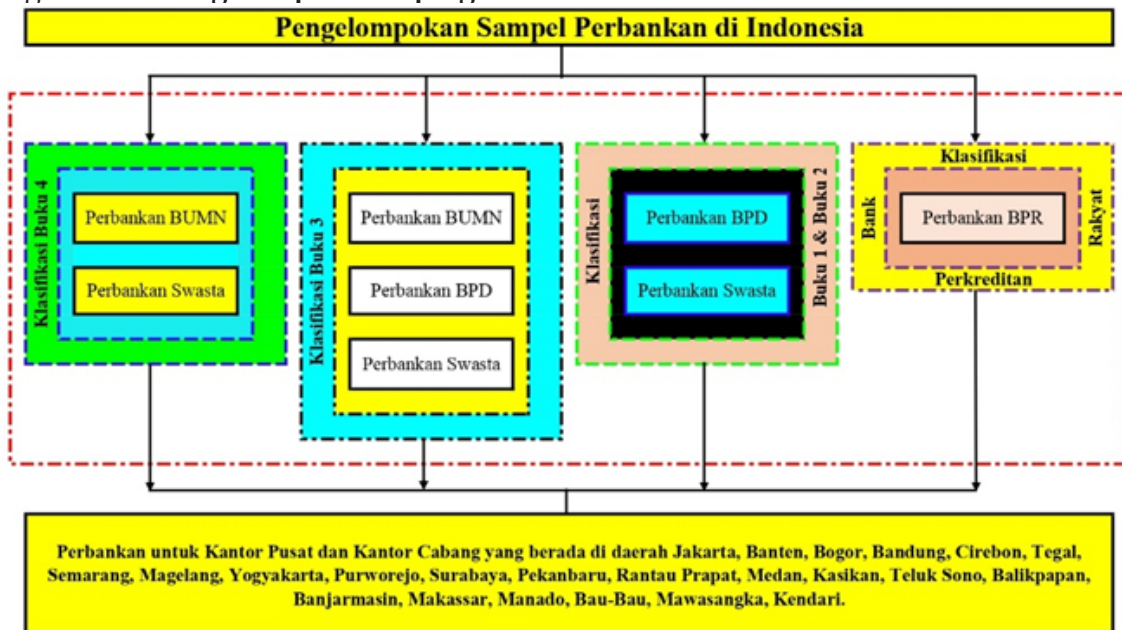 Pengelompokan Sampel Perbankan di Indonesia
Klasifikasi Buku 4
Perbankan BUMN
Perbankan Swasta
Klasifikasi Buku 3
Perbankan BUMN
Perbankan BPD
Perbankan Swasta
Klasifikasi
Buku 1 & Buku 2
Perbankan BPD
Perbankan Swasta
Klasifikasi
Bank
Perbankan BPR
Rakyat
Perkreditan
Perbankan untuk Kantor Pusat dan Kantor Cabang yang berada di daerah Jakarta, Banten, Bogor, Bandung, Cirebon, Tegal,
Semarang, Magelang, Yogyakarta, Purworejo, Surabaya, Pekanbaru, Rantau Prapat, Medan, Kasikan, Teluk Sono, Balikpapan,
Banjarmasin, Makassar, Manado, Bau-Bau, Mawasangka, Kendari.